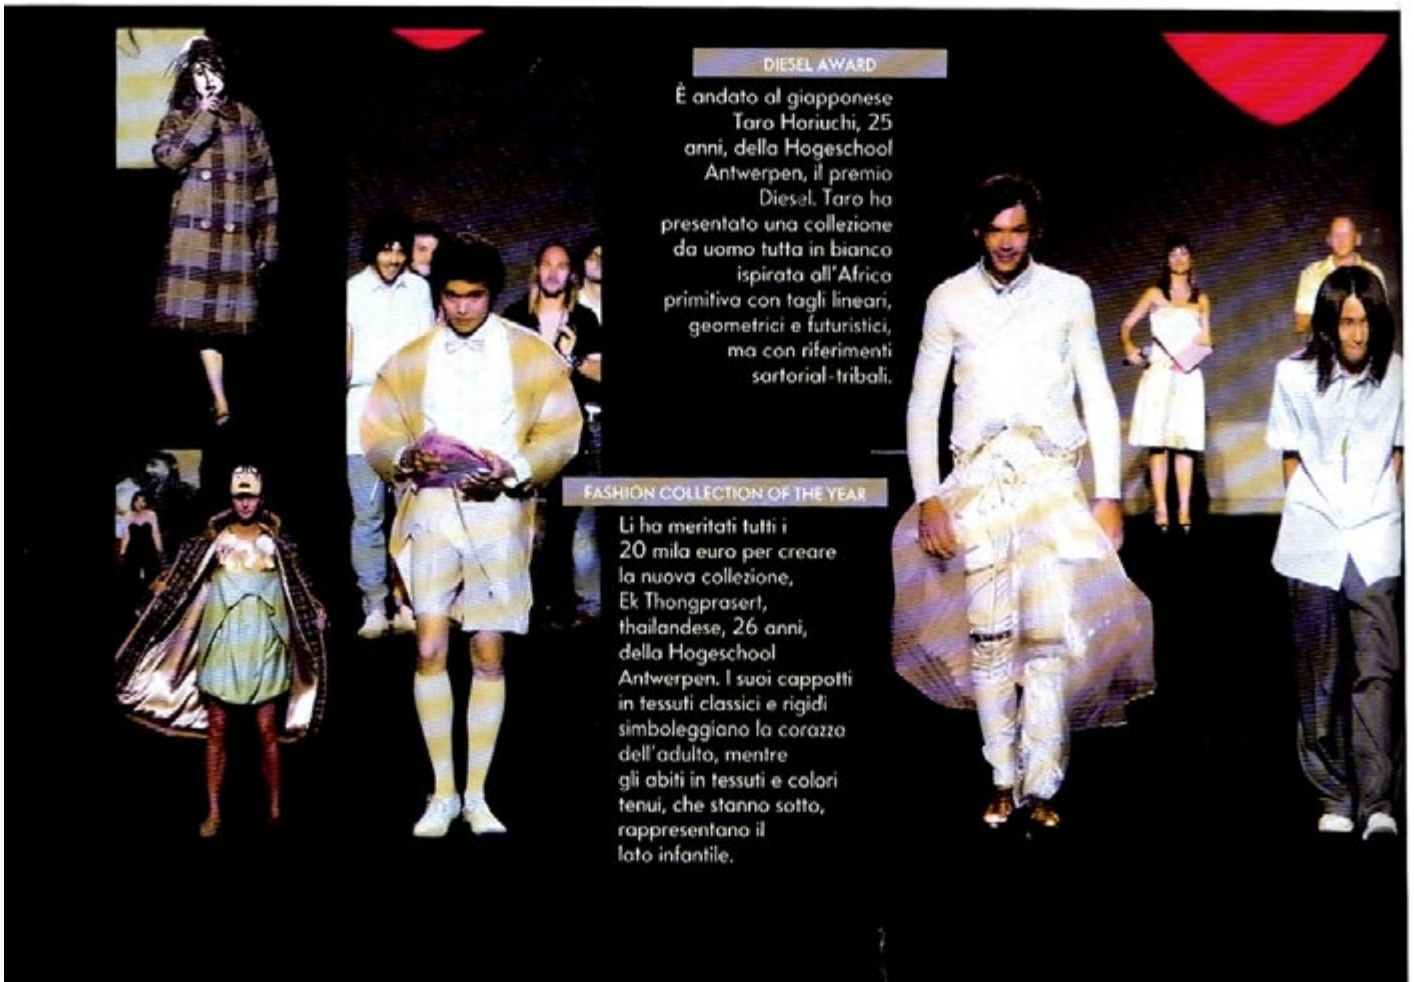 DIESEL AWARD
È andato al giapponese
Taro Horiuchi, 25
anni, della Hogeschool
Antwerpen, il premio
Diesel. Taro ha
presentato una collezione
da uomo tutta in bianco
ispirata all'Africa
primitiva con tagli lineari,
geometrici e futuristici,
ma con riferimenti
sartorial-tribali.
FASHION COLLECTION OF THE YEAR
Li ha meritati tutti i
20 mila euro per creare
la nuova collezione,
Ek Thongprasert,
thailandese, 26 anni,
della Hogeschool
Antwerpen. I suoi cappotti
in tessuti classici e rigidi
simboleggiano la corazza
dell'adulto, mentre
gli abiti in tessuti e colori
tenui, che stanno sotto,
rappresentano il
lato infantile.